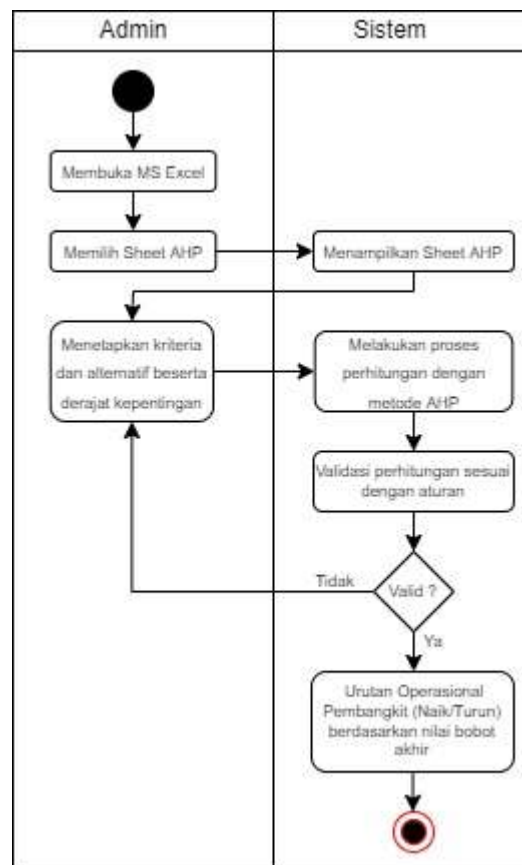 Admin
Sistem
Membuka MS Excel
Memilih Sheet AHP
Menampilkan Sheet AHP
Menetapkan kriteria
dan alternatif beserta
derajat kepentingan
Melakukan proses
perhitungan dengan
metode AHP
Validasi perhitungan sesuai
dengan aturan
Tidak
Valid ?
Ya
Urutan Operasional
Pembangkit (Naik/Turun)
berdasarkan nilai bobot
akhir